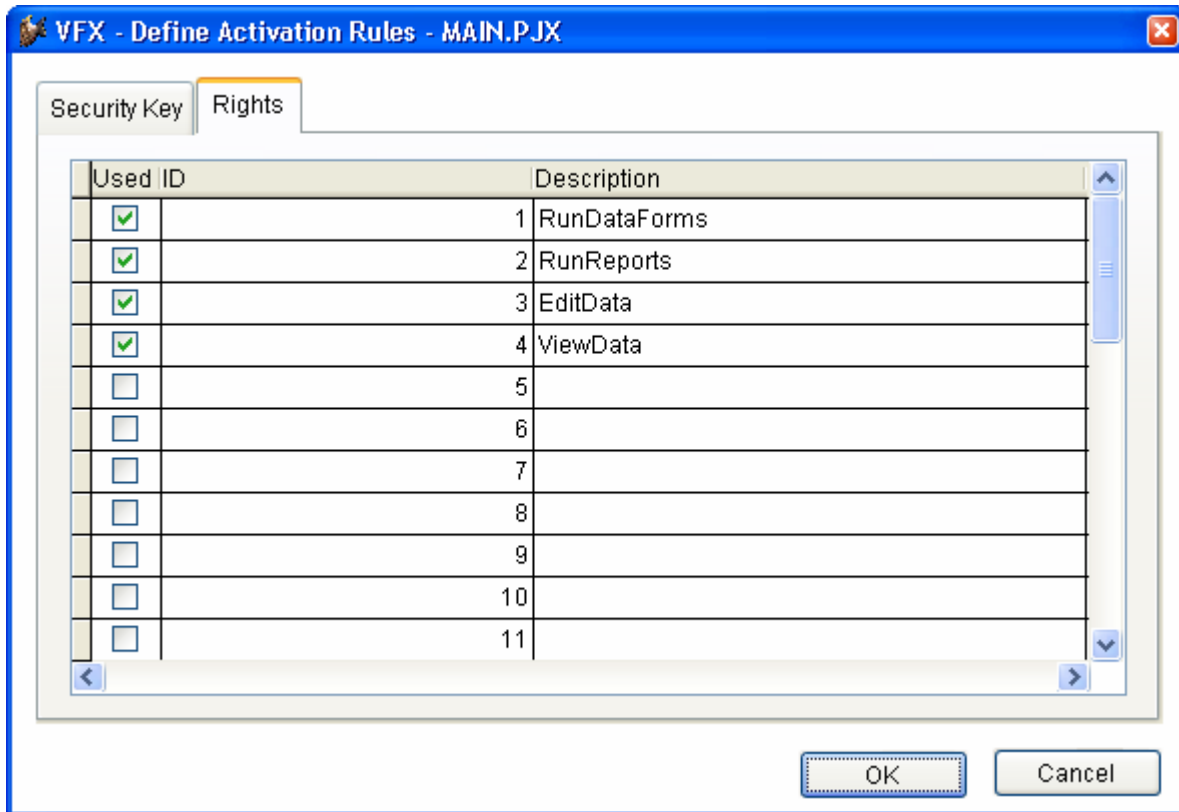 VFX - Define Activation Rules - MAIN.PJX
Security Key Rights
Used ID Description
1 RunDataForms
2 RunReports
3 EditData
4 ViewData
5
6
7
8
9
10
11
OK Cancel